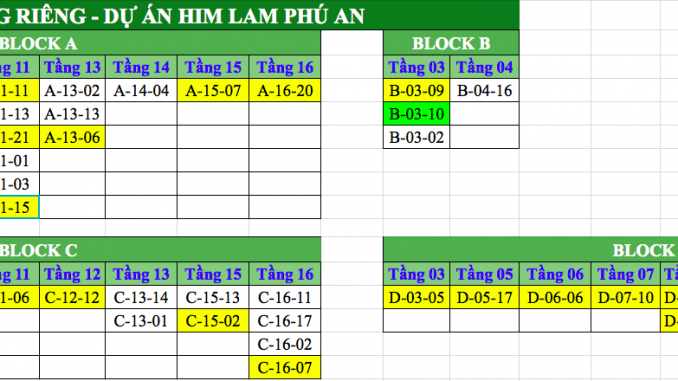 G RIÊNG - DỰ ÁN HIM LAM PHÚ AN
BLOCK A
ng 11 Tầng 13 Tầng 14 Tầng 15 Tầng 16
1-11 A-13-02 A-14-04 A-15-07 A-16-20
1-13 A-13-13
1-21 A-13-06
1-01
1-03
1-15
BLOCK B
Tầng 03 Tầng 04
B-03-09 B-04-16
B-03-10
B-03-02
BLOCK C
ng 11 Tầng 12 Tầng 13 Tầng 15 Tầng 16
1-06 C-12-12 C-13-14 C-15-13 C-16-11
C-13-01 C-15-02 C-16-17
C-16-02
C-16-07
BLOCK
Tầng 03 Tầng 05 Tầng 06 Tầng 07 Tầ
D-03-05 D-05-17 D-06-06 D-07-10 D-
D-